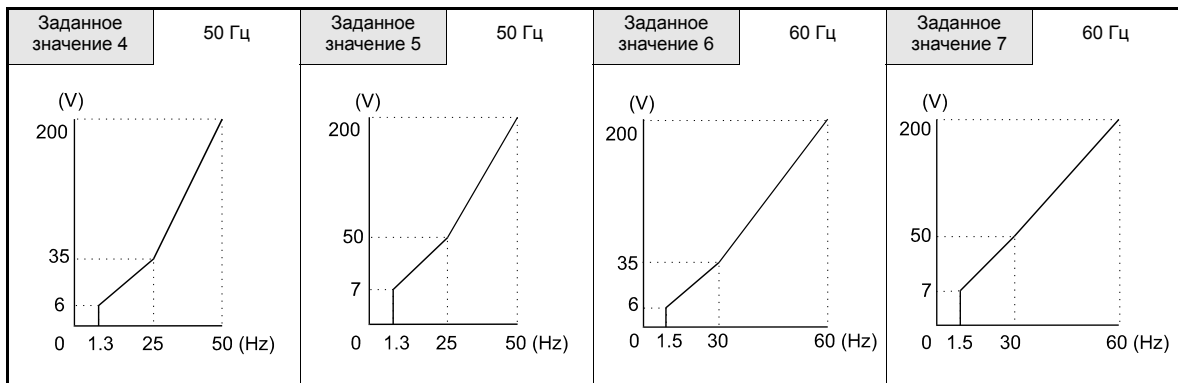 Заданное
значение 4
50 Гц
(V)
200
35
6
0 1.3 25 50 (Hz)
Заданное
значение 5
50 Гц
(V)
200
50
7
0 1.3 25 50 (Hz)
Заданное
значение 6
60 Гц
(V)
200
35
6
0 1.5 30 60 (Hz)
Заданное
значение 7
60 Гц
(V)
200
50
7
0 1.5 30 60 (Hz)